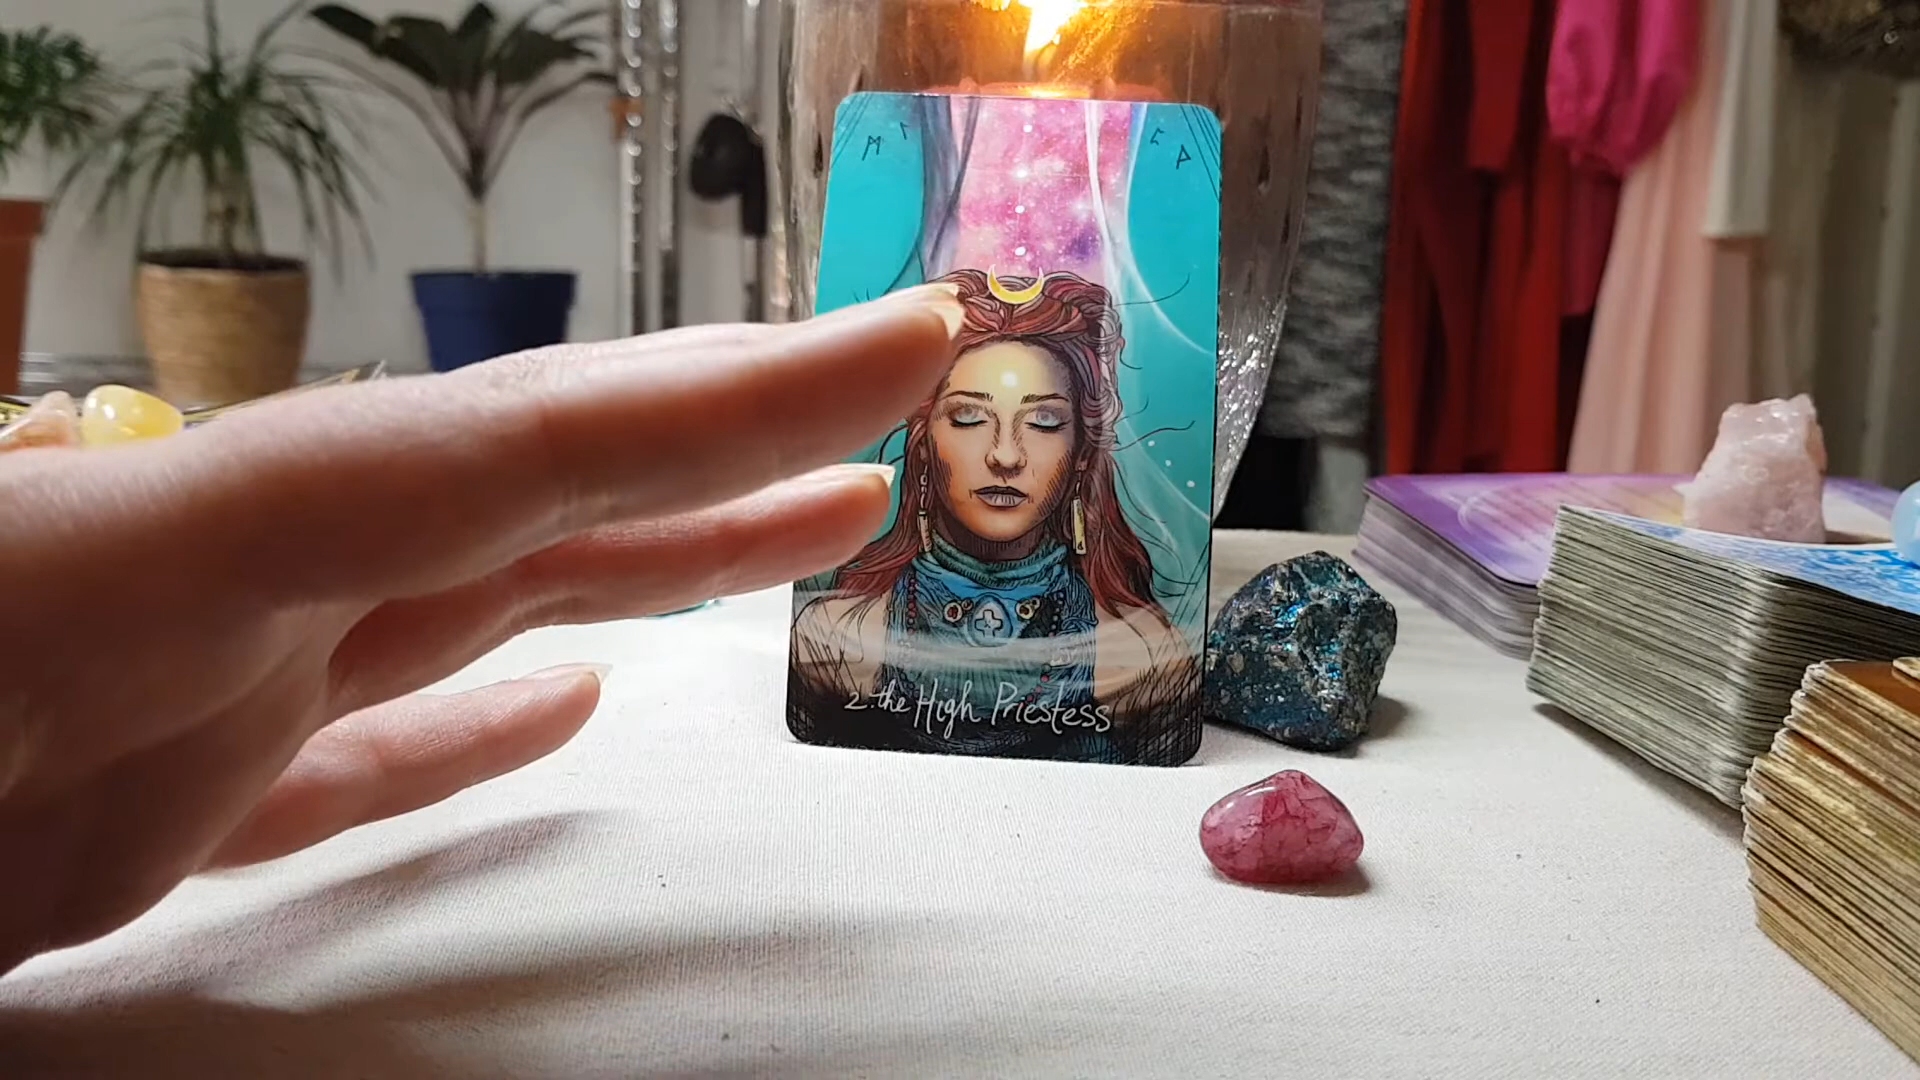 ᛗ ᛚ
ᛈ ᚹ
2. the High Priestess